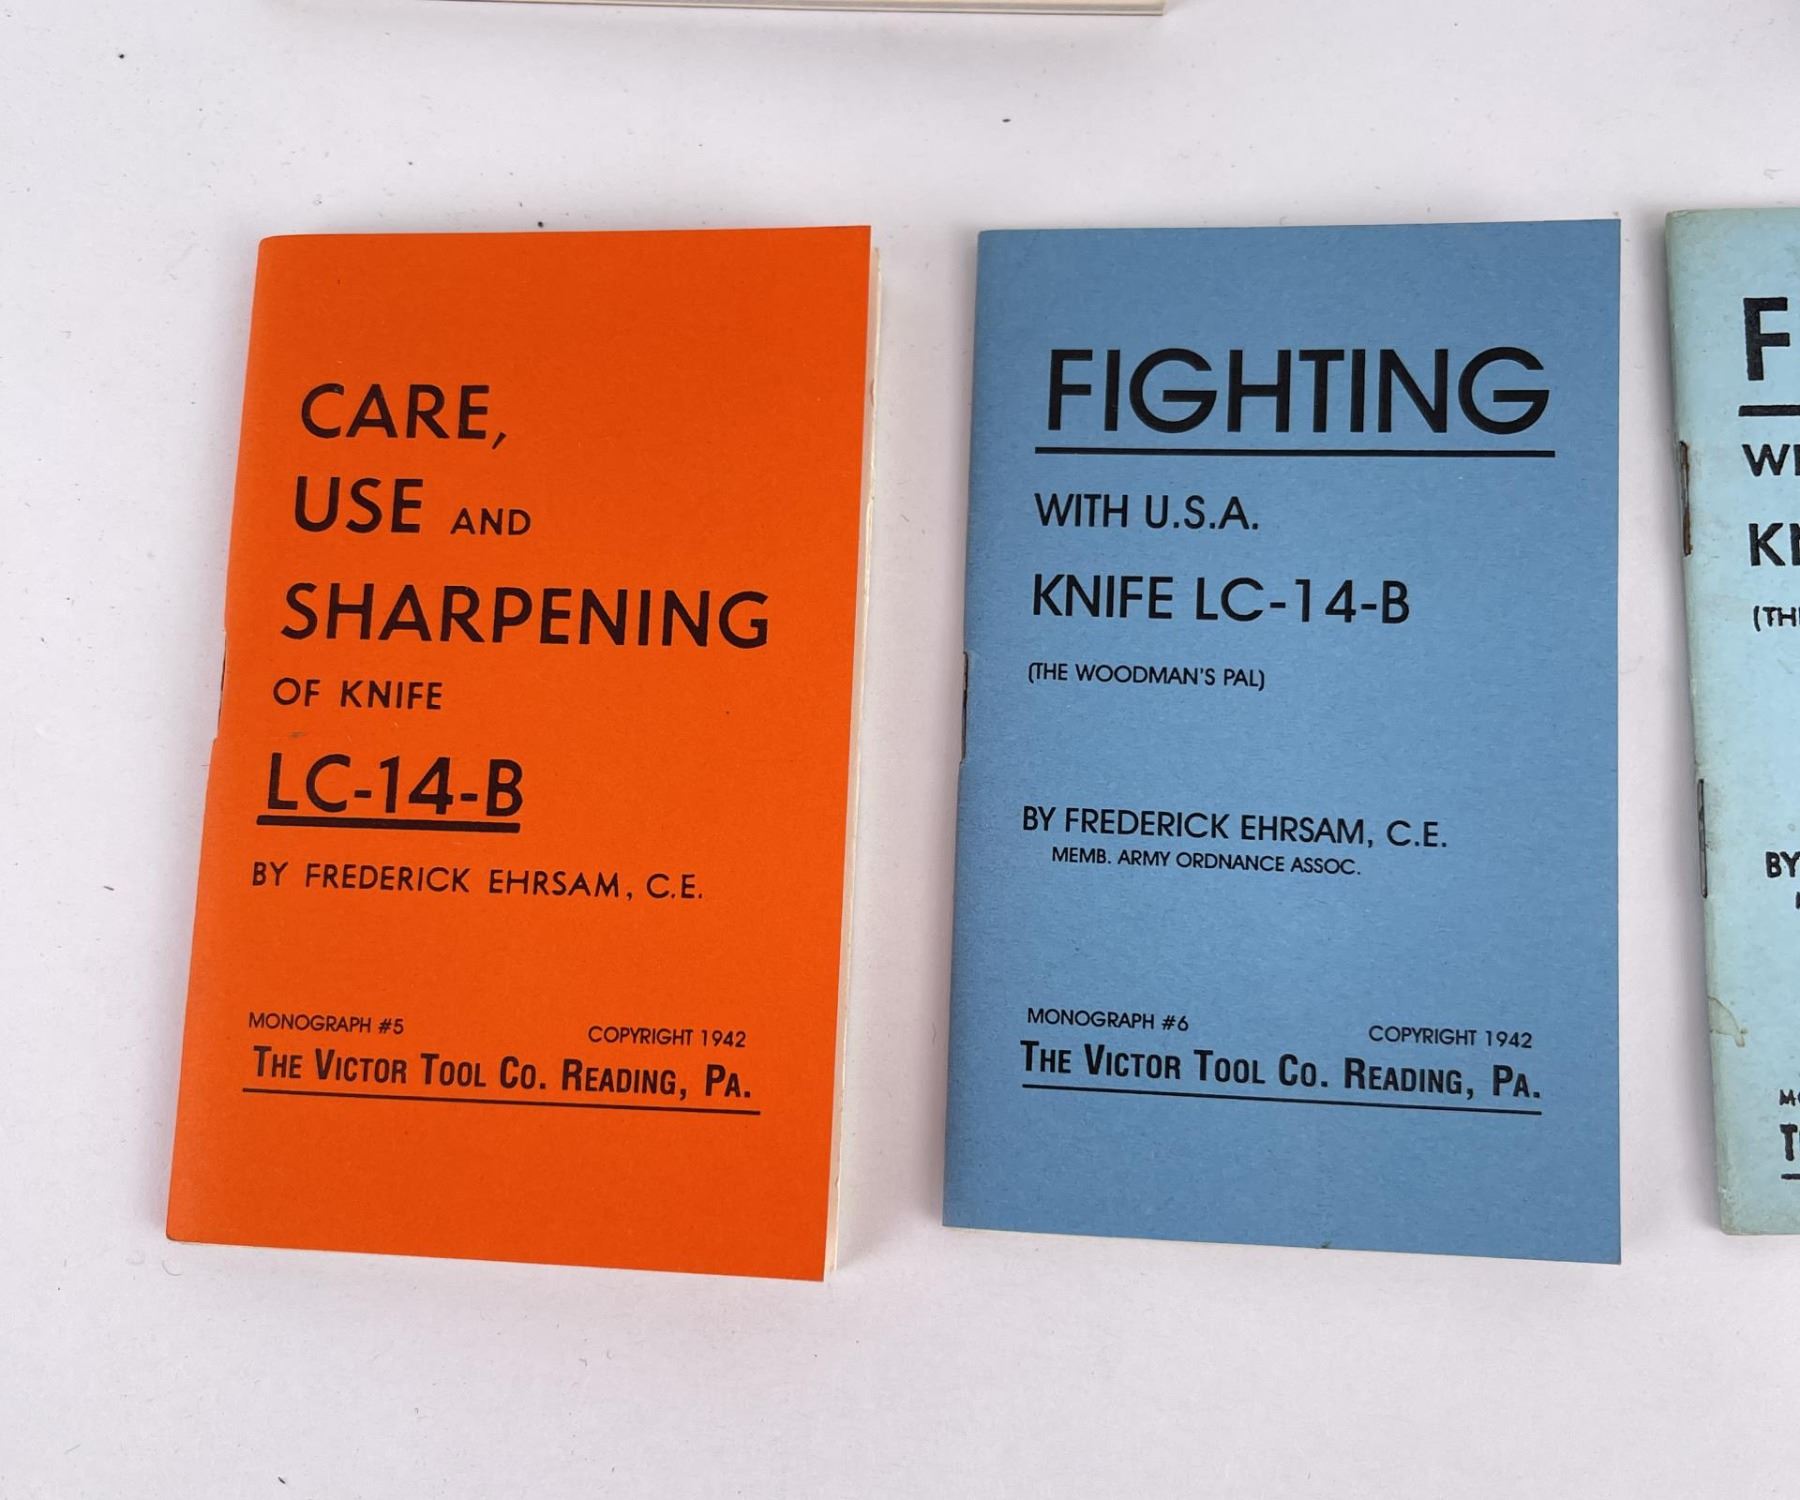 CARE,
USE AND
SHARPENING
OF KNIFE
LC-14-B
BY FREDERICK EHRSAM, C.E.
MONOGRAPH #5 COPYRIGHT 1942
THE VICTOR TOOL CO. READING, PA.
FIGHTING
WITH U.S.A.
KNIFE LC-14-B
(THE WOODMAN'S PAL)
BY FREDERICK EHRSAM, C.E.
MEMB. ARMY ORDNANCE ASSOC.
MONOGRAPH #6 COPYRIGHT 1942
THE VICTOR TOOL CO. READING, PA.
BY